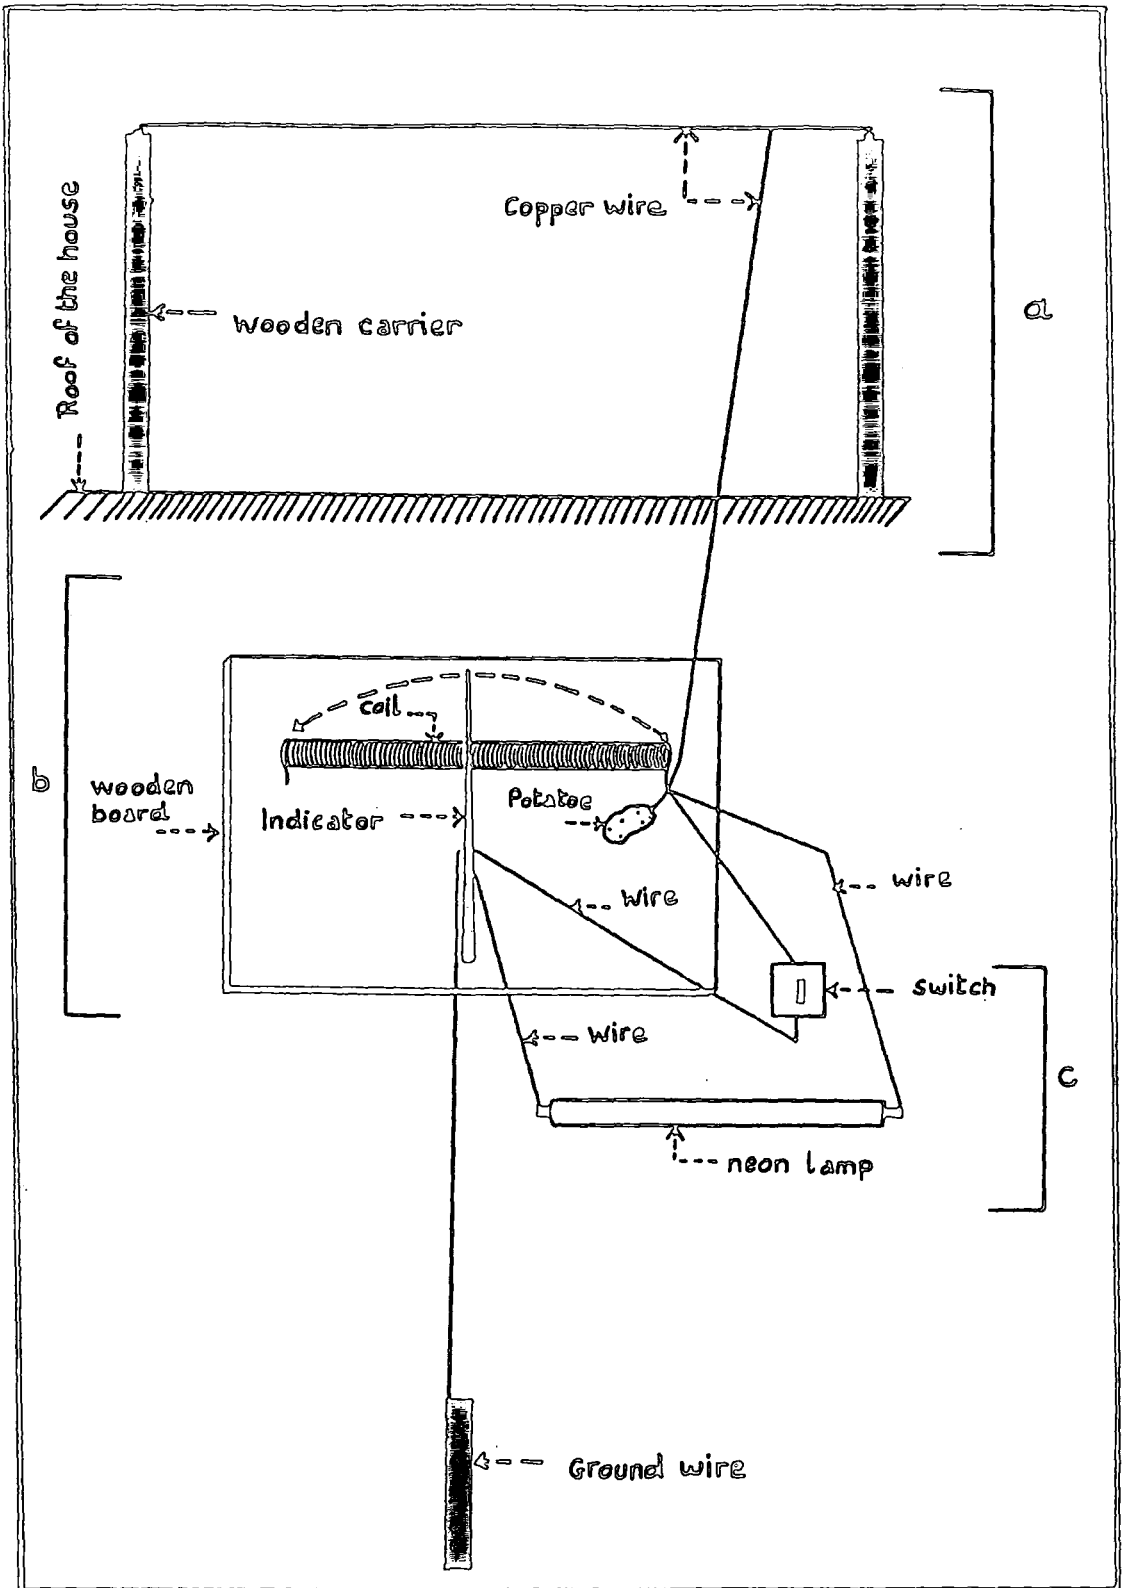 Copper wire
Roof of the house
Wooden carrier
a
b
coil
wooden
board
Indicator
Potatoe
wire
wire
switch
wire
c
neon lamp
Ground wire